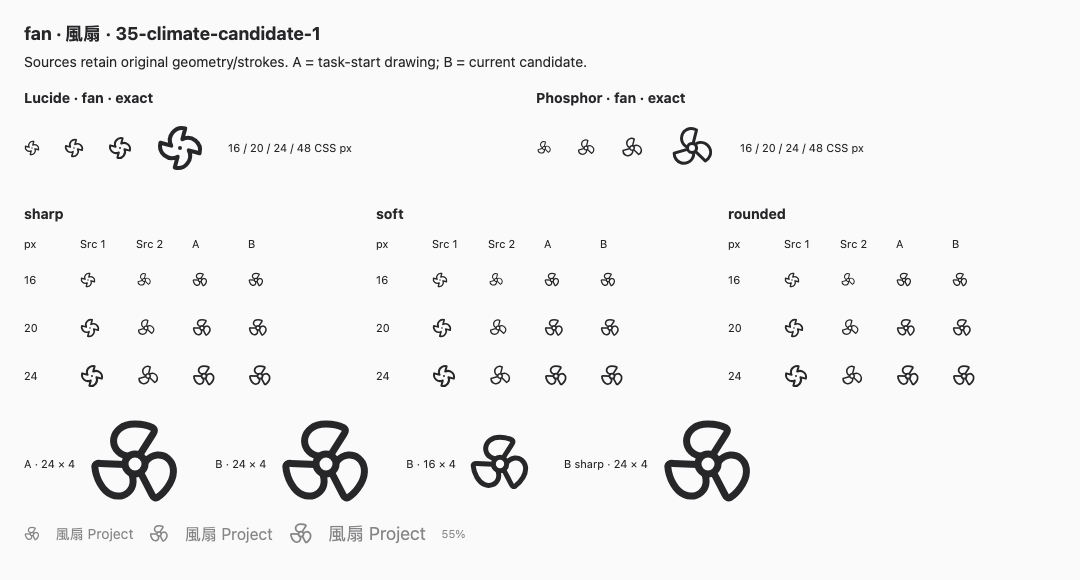 fan · 風扇 · 35-climate-candidate-1
Sources retain original geometry/strokes. A = task-start drawing; B = current candidate.
Lucide · fan · exact
Phosphor · fan · exact
16 / 20 / 24 / 48 CSS px
16 / 20 / 24 / 48 CSS px
sharp
soft
rounded
px Src 1 Src 2 A B
px Src 1 Src 2 A B
px Src 1 Src 2 A B
16
16
16
20
20
20
24
24
24
A · 24 × 4
B · 24 × 4
B · 16 × 4
B sharp · 24 × 4
風扇 Project
風扇 Project
風扇 Project
55%